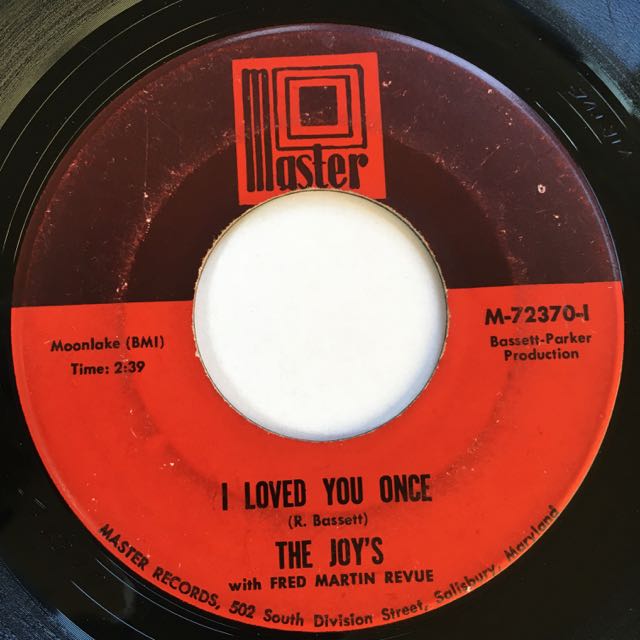 Master
Moonlake (BMI)
Time: 2:39
M-72370-1
Bassett-Parker
Production
I LOVED YOU ONCE
(R. Bassett)
THE JOY'S
with FRED MARTIN REVUE
MASTER RECORDS, 502 South Division Street, Salisbury, Maryland